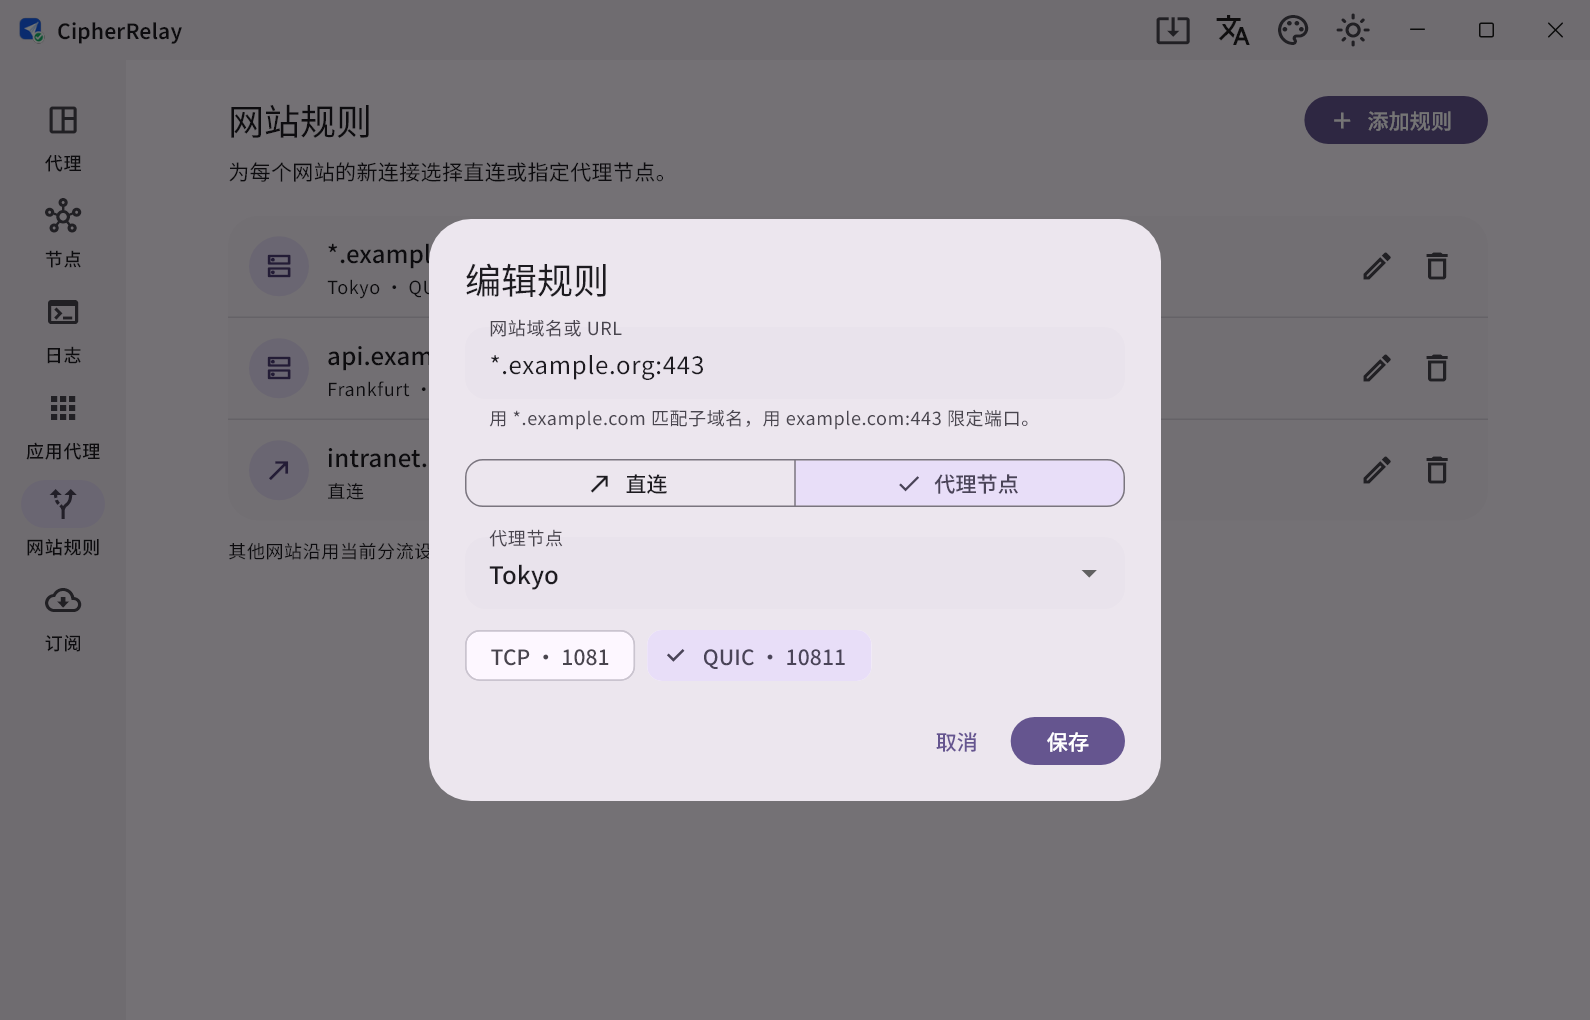 CipherRelay
代理
节点
日志
应用代理
网站规则
订阅
网站规则
添加规则
为每个网站的新连接选择直连或指定代理节点。
*.exampl
Tokyo • QU
api.exam
Frankfurt •
intranet.
直连
其他网站沿用当前分流设
编辑规则
网站域名或 URL
*.example.org:443
用 *.example.com 匹配子域名，用 example.com:443 限定端口。
直连
代理节点
代理节点
Tokyo
TCP • 1081
QUIC • 10811
取消
保存